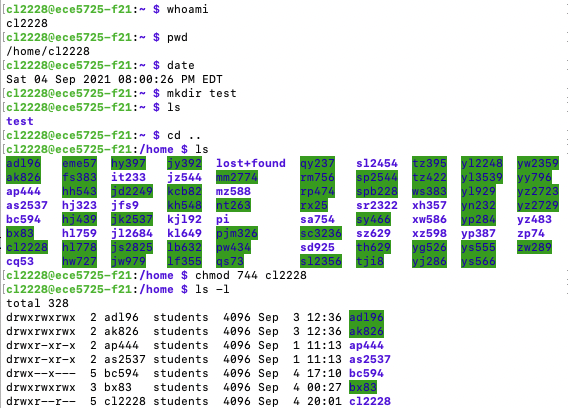 [cl2228@ece5725-f21:~ $ whoami
cl2228
[cl2228@ece5725-f21:~ $ pwd
/home/cl2228
[cl2228@ece5725-f21:~ $ date
Sat 04 Sep 2021 08:00:26 PM EDT
[cl2228@ece5725-f21:~ $ mkdir test
[cl2228@ece5725-f21:~ $ ls
test
[cl2228@ece5725-f21:~ $ cd ..
[cl2228@ece5725-f21:/home $ ls
adl96 eme57 hy397 jy392 lost+found qy237 sl2454 tz395 yl2248 yw2359
ak826 fs383 it233 jz544 mm2774 rm756 sp2544 tz422 yl3539 yy796
ap444 hh543 jd2249 kcb82 mz588 rp474 spb228 ws383 yl929 yz2723
as2537 hj323 jfs9 kh548 nt263 rx25 sr2322 xh357 yn232 yz2729
bc594 hj439 jk2537 kjl92 pi sa754 sy466 xw586 yp284 yz483
bx83 hl759 jl2684 kl649 pjm326 sc3236 sz629 xz598 yp387 zp74
cl2228 hl778 js2825 lb632 pw434 sd925 th629 yg526 ys555 zw289
cq53 hw727 jw979 lf355 qs73 sl2356 tji8 yj286 ys566
[cl2228@ece5725-f21:/home $ chmod 744 cl2228
[cl2228@ece5725-f21:/home $ ls -l
total 328
drwxrwxrwx 2 adl96 students 4096 Sep 3 12:36 adl96
drwxrwxrwx 2 ak826 students 4096 Sep 3 12:36 ak826
drwxr-xr-x 2 ap444 students 4096 Sep 1 11:13 ap444
drwxr-xr-x 2 as2537 students 4096 Sep 1 11:13 as2537
drwx--x--- 5 bc594 students 4096 Sep 4 17:10 bc594
drwxrwxrwx 3 bx83 students 4096 Sep 4 00:27 bx83
drwxr--r-- 5 cl2228 students 4096 Sep 4 20:01 cl2228